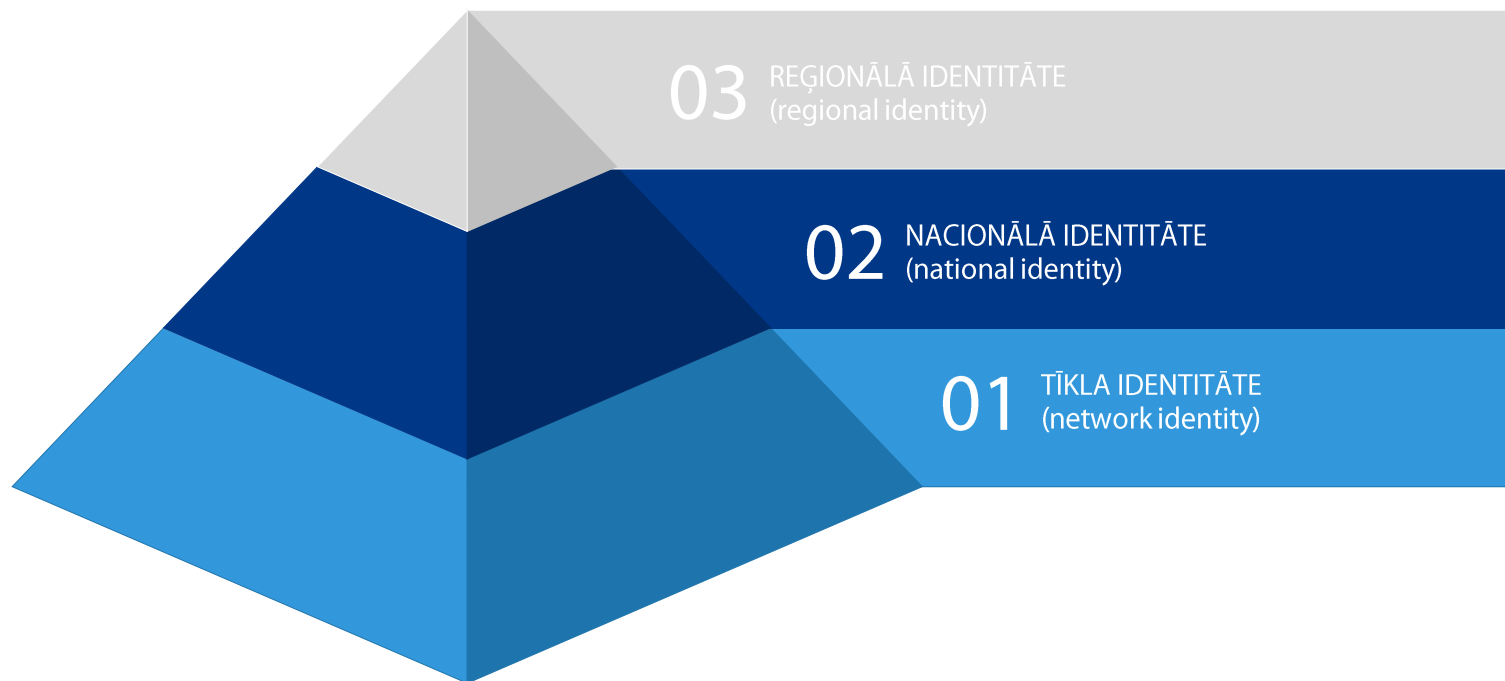 03 REĢIONĀLĀ IDENTITĀTE
(regional identity)
02 NACIONĀLĀ IDENTITĀTE
(national identity)
01 TĪKLA IDENTITĀTE
(network identity)